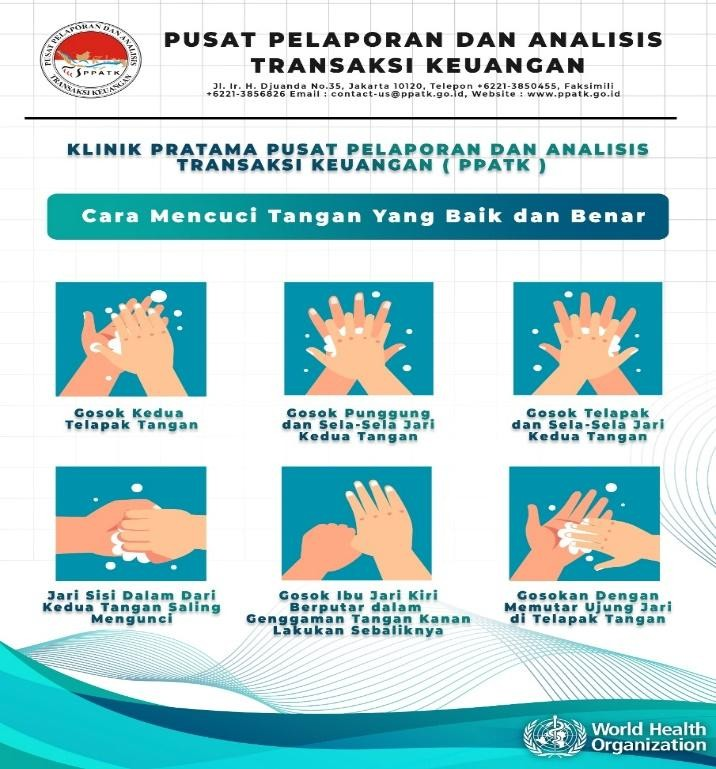 PUSAT PELAPORAN DAN ANALISIS
PPATK
TRANSAKSI KEUANGAN
PUSAT PELAPORAN DAN ANALISIS
TRANSAKSI KEUANGAN
Jl. Ir. H. Djuanda No.35, Jakarta 10120, Telepon +6221-3850455, Faksimili
+6221-3856826 Email : contact-us@ppatk.go.id, Website : www.ppatk.go.id
KLINIK PRATAMA PUSAT PELAPORAN DAN ANALISIS
TRANSAKSI KEUANGAN ( PPATK )
Cara Mencuci Tangan Yang Baik dan Benar
Gosok Kedua
Telapak Tangan
Gosok Punggung
dan Sela-Sela Jari
Kedua Tangan
Gosok Telapak
dan Sela-Sela Jari
Kedua Tangan
Jari Sisi Dalam Dari
Kedua Tangan Saling
Mengunci
Gosok Ibu Jari Kiri
Berputar dalam
Genggaman Tangan Kanan
Lakukan Sebaliknya
Gosokan Dengan
Memutar Ujung Jari
di Telapak Tangan
World Health
Organization